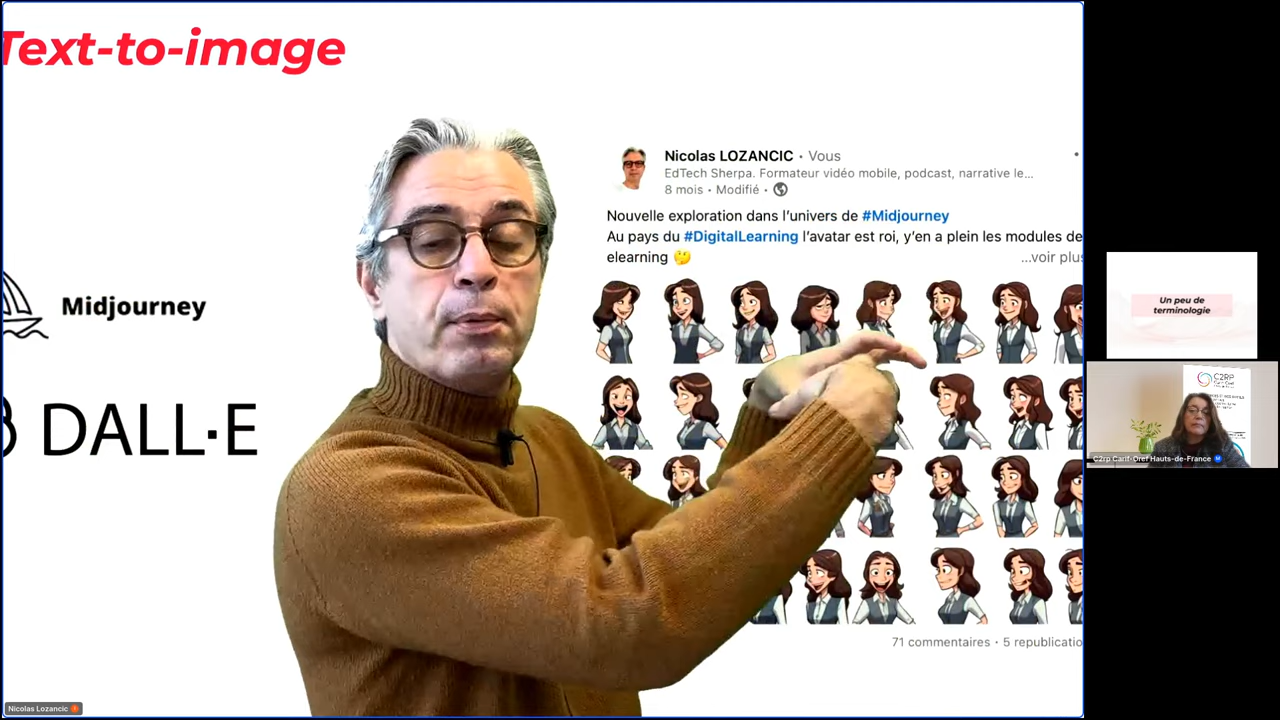 Text-to-image
Nicolas LOZANCIC • Vous
EdTech Sherpa. Formateur vidéo mobile, podcast, narrative le...
8 mois • Modifié •
Nouvelle exploration dans l'univers de #Midjourney
Au pays du #DigitalLearning l'avatar est roi, y'en a plein les modules de
elearning 🤔
...voir plus
Midjourney
DALL·E
71 commentaires • 5 republicatio
Un peu de
terminologie
C2RP
C2rp Carif-Oref Hauts-de-France
Nicolas Lozancic